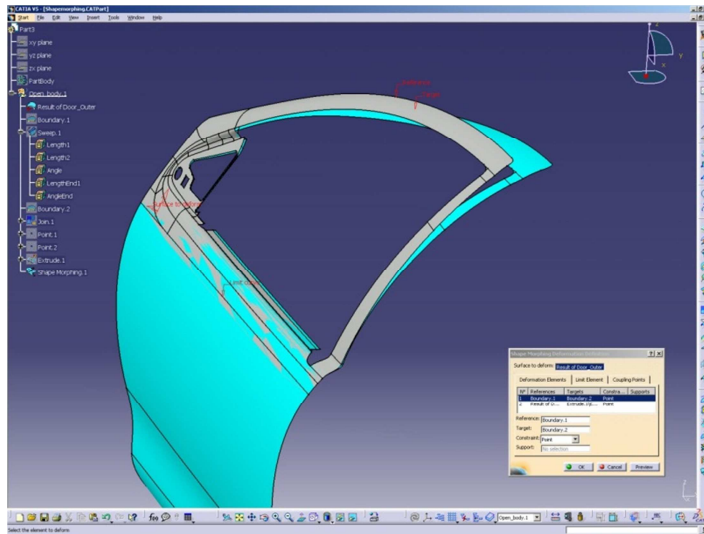 CATIA V5 - [Shapemorphing.CATPart]
Start File Edit View Insert Tools Window Help
Part3
xy plane
yz plane
zx plane
PartBody
Open_body.1
Result of Door_Outer
Boundary.1
Sweep.1
Length1
Length2
Angle
LengthEnd1
AngleEnd
Boundary.2
Join.1
Point.1
Point.2
Extrude.1
Shape Morphing.1
Surface to deform
Limit
z
y
x
Shape Morphing Deformation Definition
Surface to deform: Result of Door_Outer
Deformation Elements Limit Element Coupling Points
N° References Targets Constra... Supports
1 Boundary.1 Boundary.2 Point
2 Result of D... Point
Reference: Boundary.1
Target: Boundary.2
Constraint: Point
Support: No selection
OK Cancel Preview
Open_body.1
Select the element to deform